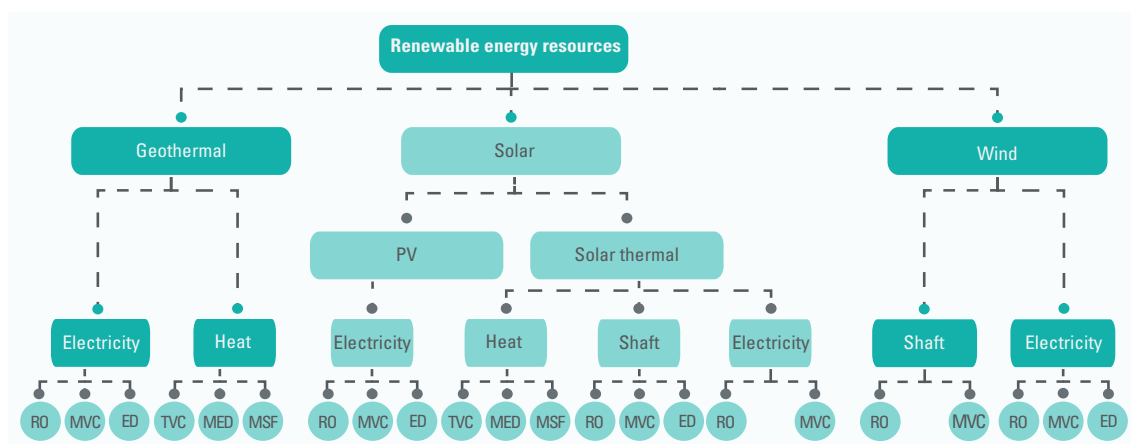 Renewable energy resources
Geothermal Solar Wind
PV Solar thermal
Electricity Heat Electricity Heat Shaft Electricity Shaft Electricity
RO MVC ED TVC MED MSF RO MVC ED TVC MED MSF RO MVC ED RO MVC RO MVC RO MVC ED